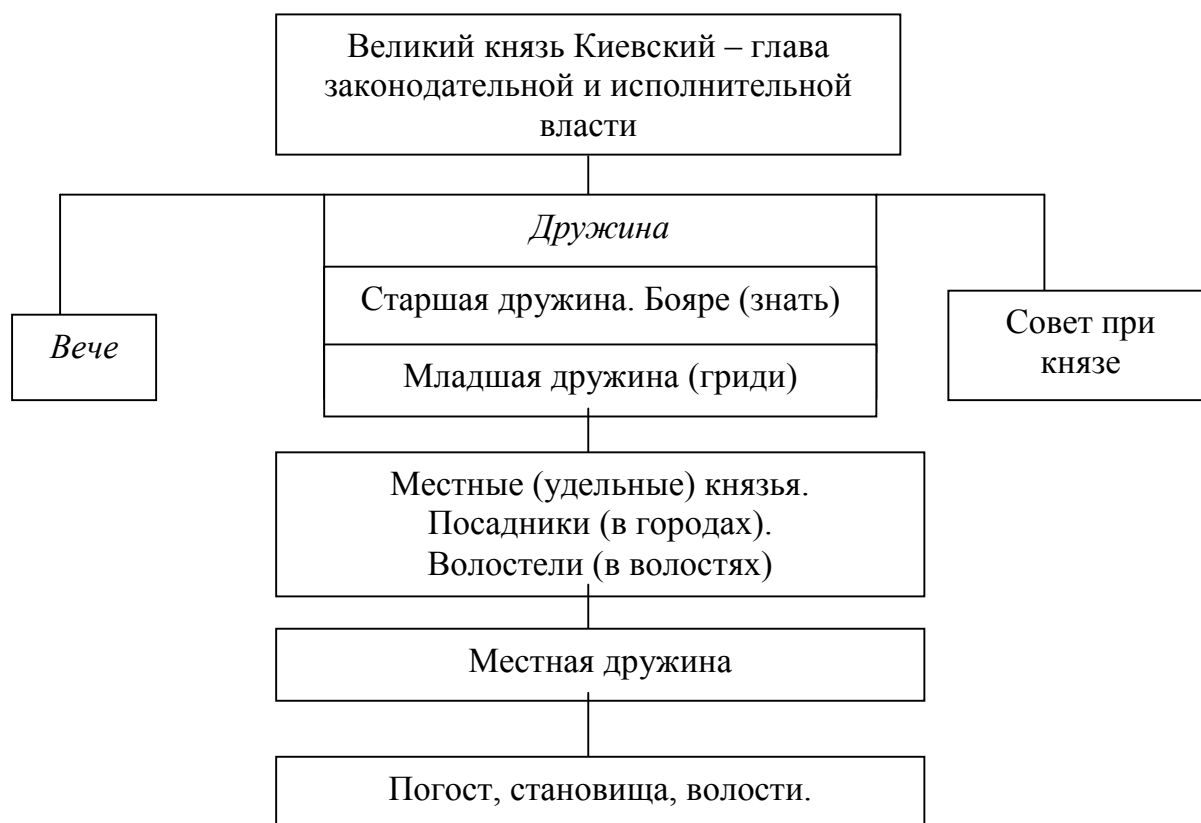 Великий князь Киевский – глава
законодательной и исполнительной
власти
Дружина
Старшая дружина. Бояре (знать)
Младшая дружина (гриди)
Вече
Совет при
князе
Местные (удельные) князья.
Посадники (в городах).
Волостели (в волостях)
Местная дружина
Погост, становища, волости.